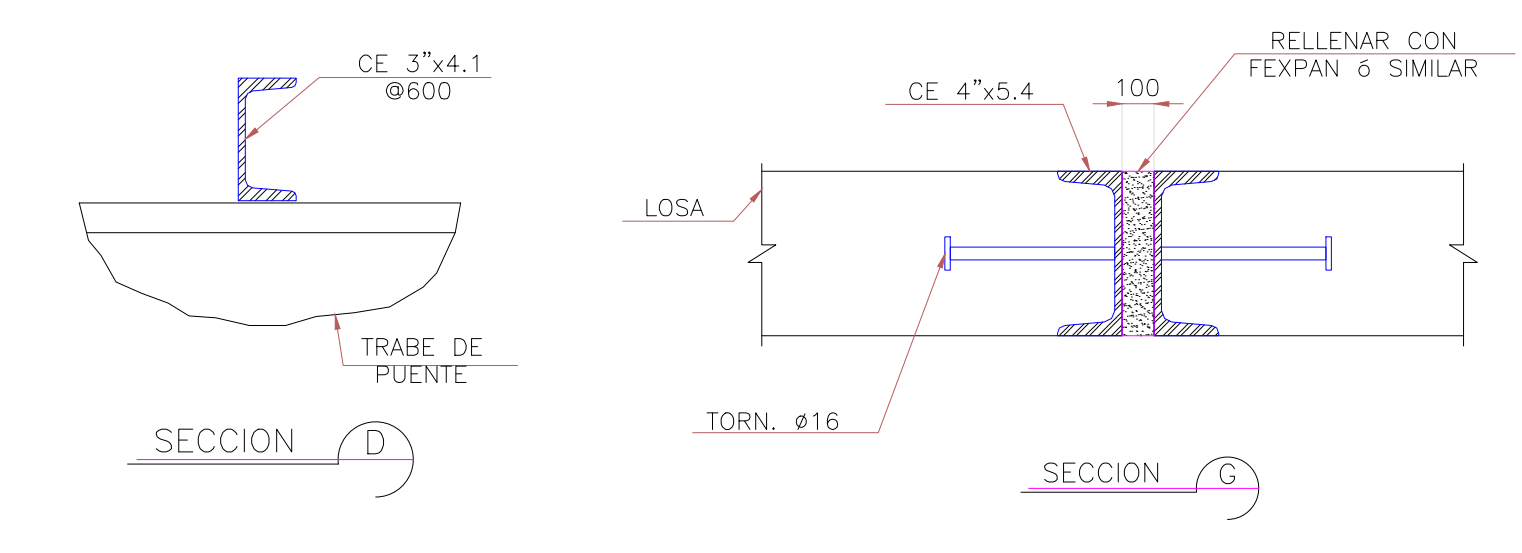 CE 3"x4.1
@600
TRABE DE
PUENTE
SECCION D
RELLENAR CON
FEXPAN ó SIMILAR
CE 4"x5.4
100
LOSA
TORN. ø16
SECCION G